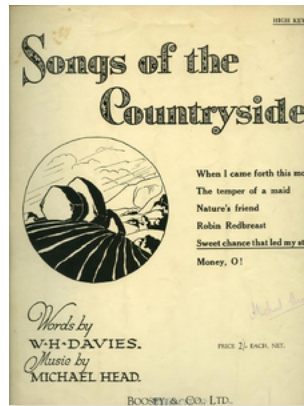 HIGH KEY
Songs of the
Countryside
When I came forth this mo
The temper of a maid
Nature's friend
Robin Redbreast
Sweet chance that led my st
Money, O!
Words by
W·H·DAVIES.
Music by
MICHAEL HEAD.
PRICE 2/- EACH, NET.
BOOSEY & CO., LTD.